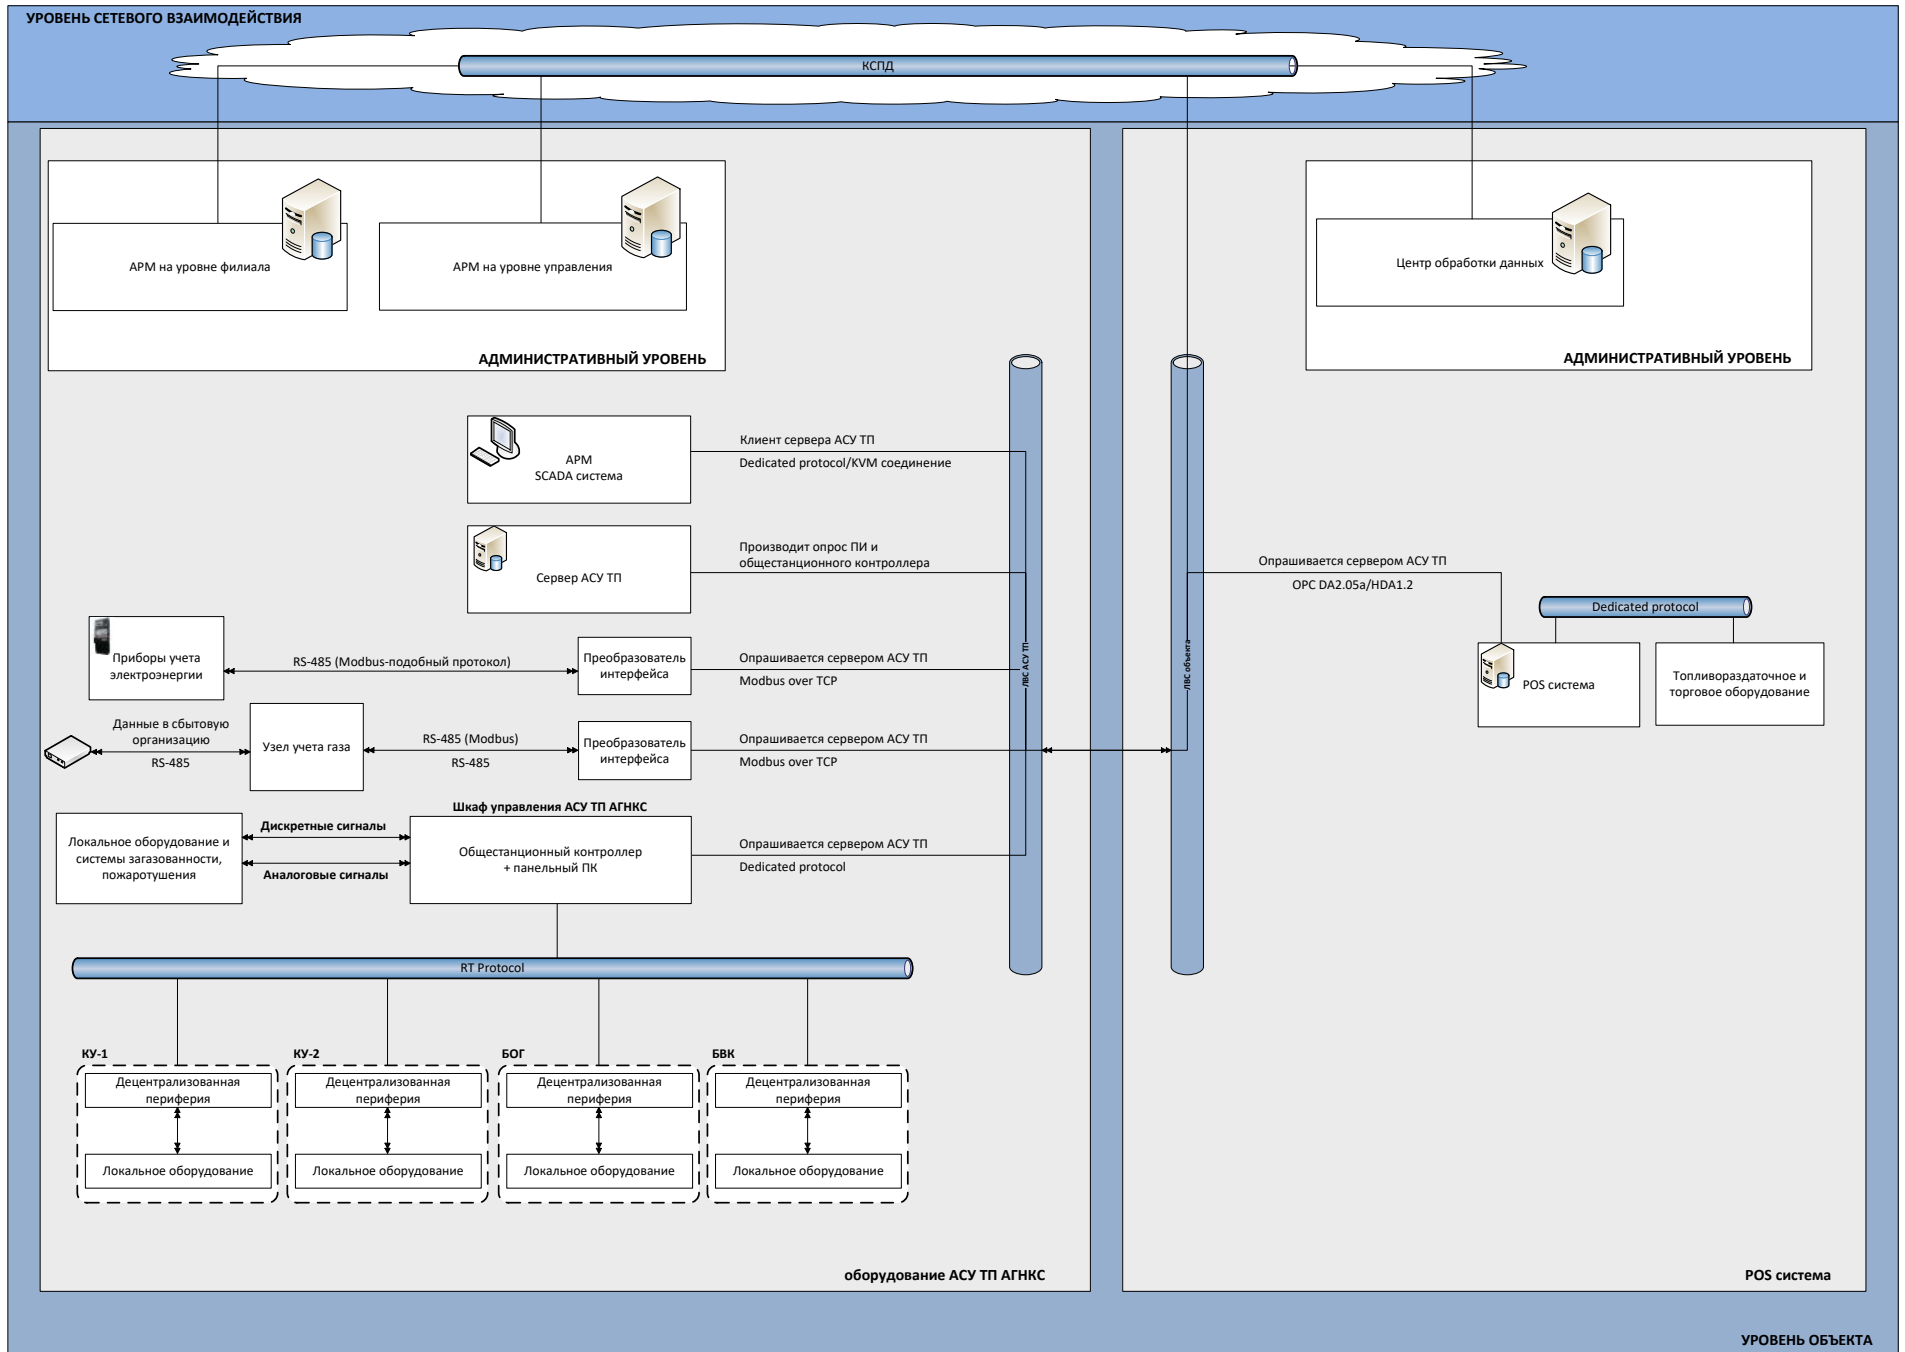 УРОВЕНЬ СЕТЕВОГО ВЗАИМОДЕЙСТВИЯ
КСПД
АРМ на уровне филиала
АРМ на уровне управления
АДМИНИСТРАТИВНЫЙ УРОВЕНЬ
Центр обработки данных
АДМИНИСТРАТИВНЫЙ УРОВЕНЬ
АРМ
SCADA система
Клиент сервера АСУ ТП
Dedicated protocol/KVM соединение
Сервер АСУ ТП
Производит опрос ПИ и
общестанционного контроллера
Приборы учета
электроэнергии
RS-485 (Modbus-подобный протокол)
Преобразователь
интерфейса
Опрашивается сервером АСУ ТП
Modbus over TCP
Данные в сбытовую
организацию
RS-485
Узел учета газа
RS-485 (Modbus)
RS-485
Преобразователь
интерфейса
Опрашивается сервером АСУ ТП
Modbus over TCP
Шкаф управления АСУ ТП АГНКС
Локальное оборудование и
системы загазованности,
пожаротушения
Дискретные сигналы
Аналоговые сигналы
Общестанционный контроллер
+ панельный ПК
Опрашивается сервером АСУ ТП
Dedicated protocol
ЛВС АСУ ТП
ЛВС объекта
Опрашивается сервером АСУ ТП
OPC DA2.05a/HDA1.2
Dedicated protocol
POS система
Топливораздаточное и
торговое оборудование
RT Protocol
КУ-1
Децентрализованная
периферия
Локальное оборудование
КУ-2
Децентрализованная
периферия
Локальное оборудование
БОГ
Децентрализованная
периферия
Локальное оборудование
БВК
Децентрализованная
периферия
Локальное оборудование
оборудование АСУ ТП АГНКС
POS система
УРОВЕНЬ ОБЪЕКТА